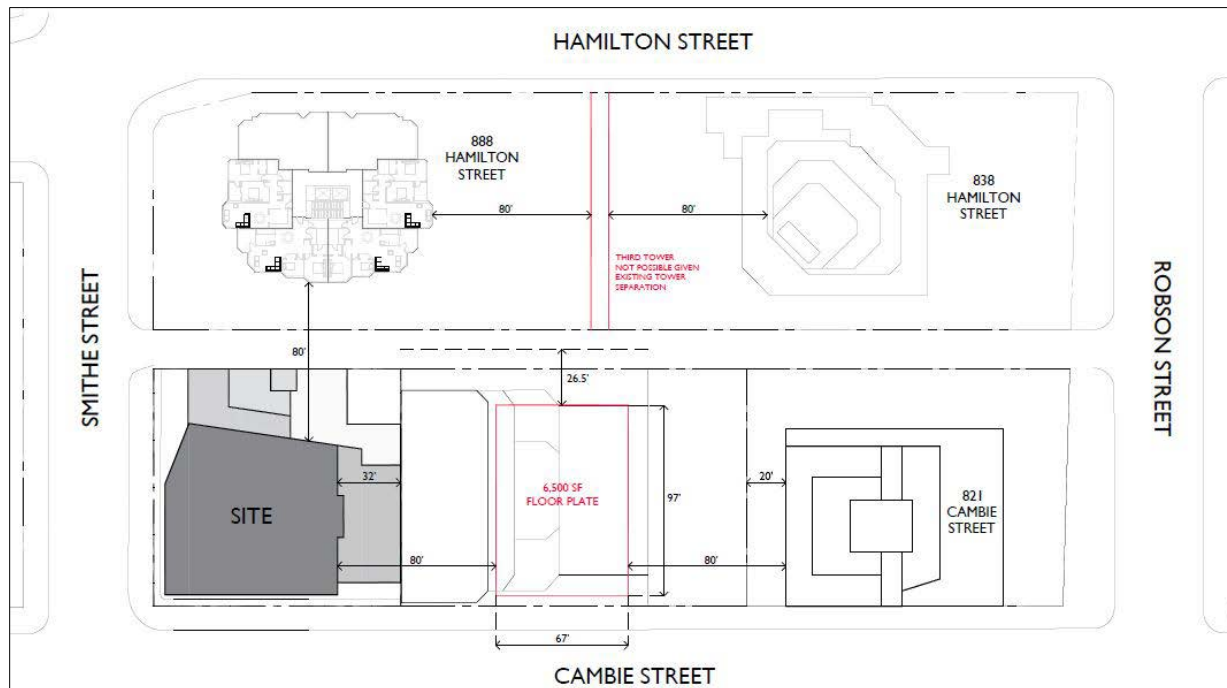 HAMILTON STREET
888
HAMILTON
STREET
838
HAMILTON
STREET
80'
80'
THIRD TOWER
NOT POSSIBLE GIVEN
EXISTING TOWER
SEPARATION
SMITHE STREET
ROBSON STREET
80'
26.5'
32'
6,500 SF
FLOOR PLATE
97'
20'
821
CAMBIE
STREET
SITE
80'
80'
67'
CAMBIE STREET